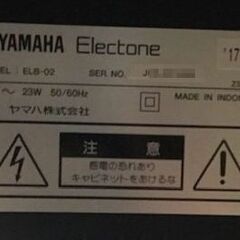 YAMAHA Electone
'17
EL ELB-02 SER NO. J
23W 50/60Hz
ヤマハ株式会社
MADE IN INDON
注意
感電の恐れあり
キャビネットをあけるな